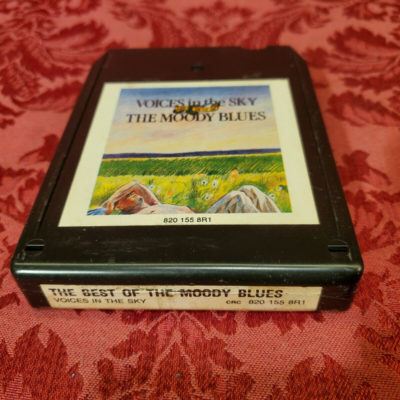 VOICES in the SKY
THE MOODY BLUES
820 155 8R1
THE BEST OF THE MOODY BLUES
VOICES IN THE SKY
CRC 820 155 8R1